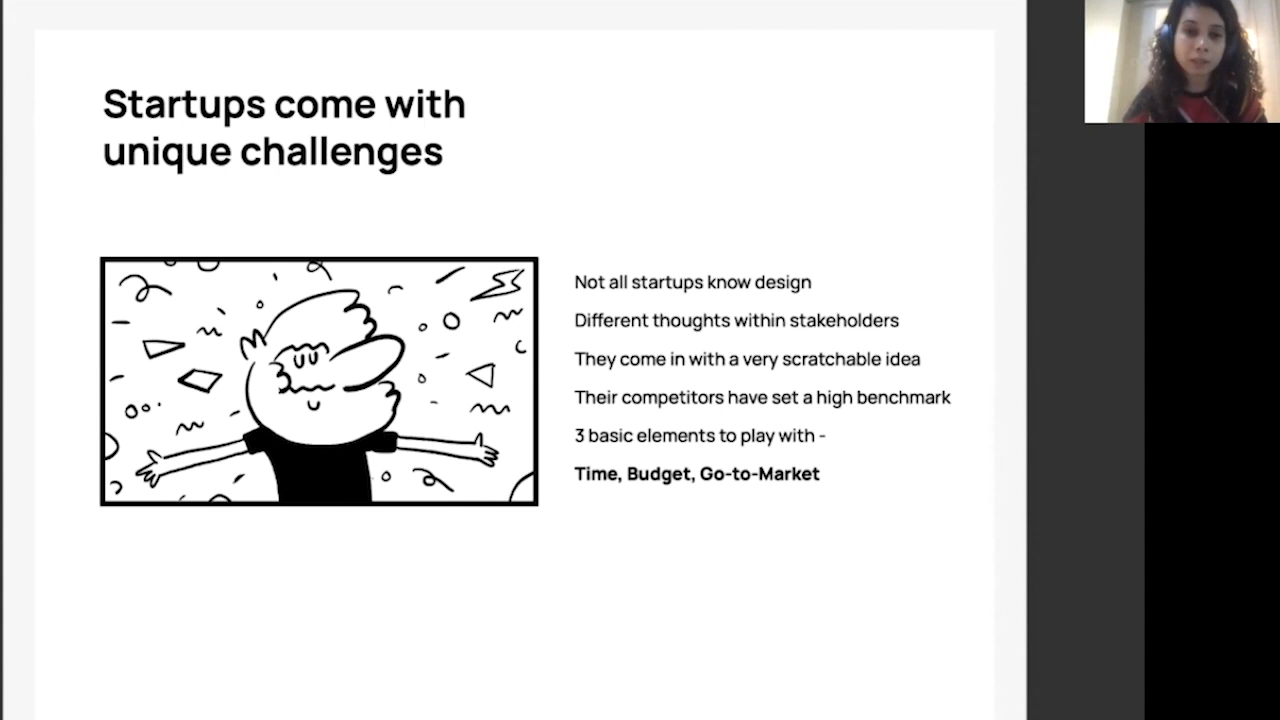 Startups come with
unique challenges
Not all startups know design
Different thoughts within stakeholders
They come in with a very scratchable idea
Their competitors have set a high benchmark
3 basic elements to play with -
Time, Budget, Go-to-Market